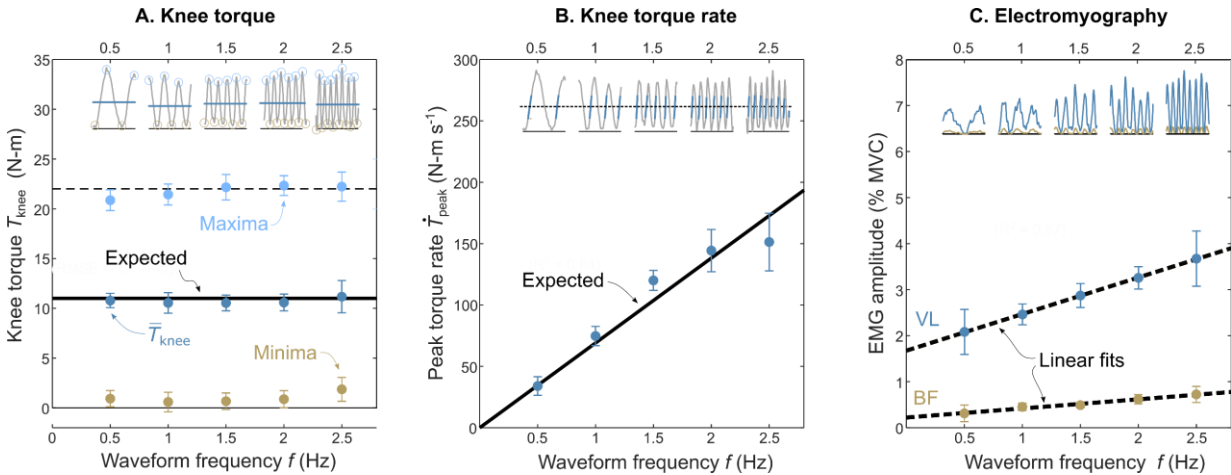 A. Knee torque
0.5 1 1.5 2 2.5
35
30
25
20
15
10
5
0
Knee torque T_knee (N-m)
Maxima
Expected
T̅_knee
Minima
0 0.5 1 1.5 2 2.5
Waveform frequency f (Hz)
B. Knee torque rate
0.5 1 1.5 2 2.5
300
250
200
150
100
50
0
Peak torque rate Ṫ_peak (N-m s⁻¹)
Expected
0.5 1 1.5 2 2.5
Waveform frequency f (Hz)
C. Electromyography
0.5 1 1.5 2 2.5
8
7
6
5
4
3
2
1
0
EMG amplitude (% MVC)
VL
Linear fits
BF
0.5 1 1.5 2 2.5
Waveform frequency f (Hz)